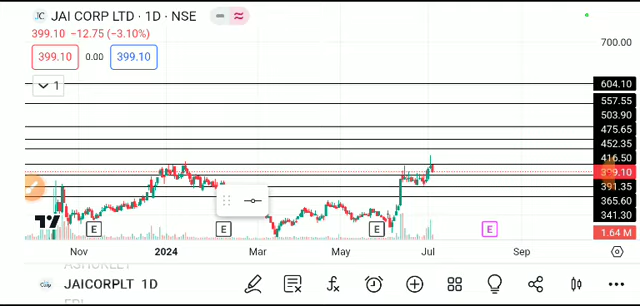 JC JAI CORP LTD · 1D · NSE
399.10 −12.75 (−3.10%)
399.10 0.00 399.10
1
700.00
604.10
557.55
503.90
475.65
452.35
416.50
399.10
391.35
365.60
341.30
1.64 M
E E E E
Nov 2024 Mar May Jul Sep
JAICORPLT 1D